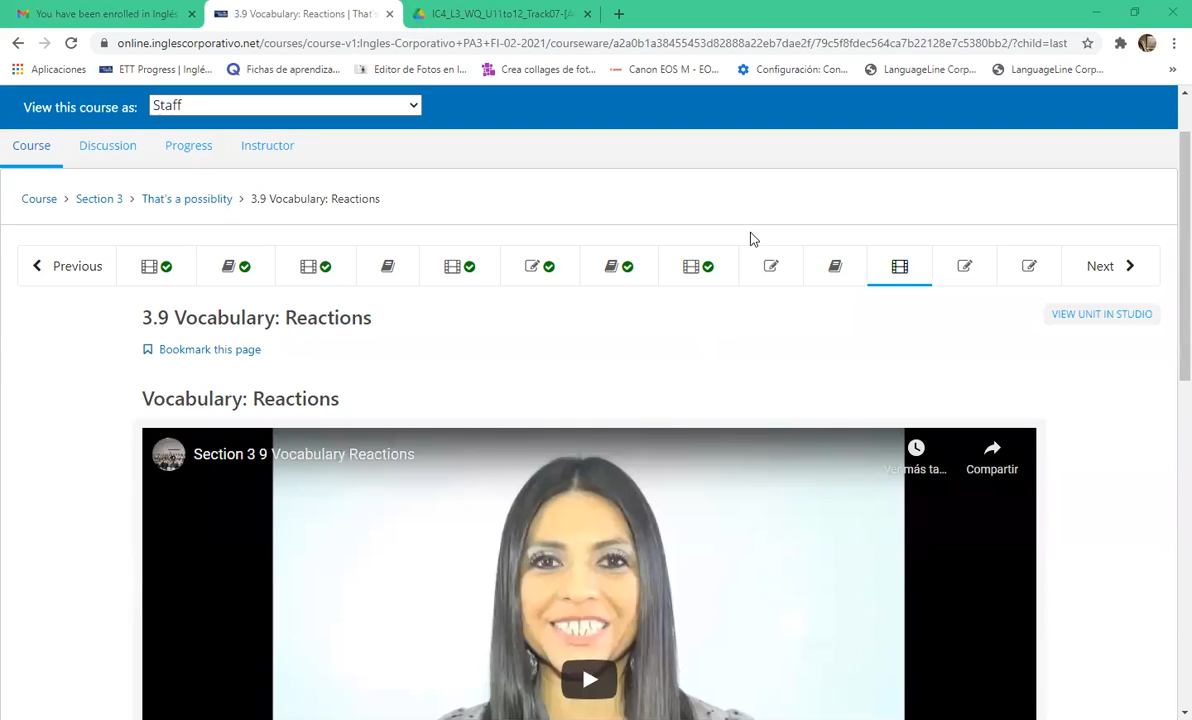 You have been enrolled in Inglés
3.9 Vocabulary: Reactions | That's
IC4_L3_WQ_U11to12_Track07-[A
online.inglescorporativo.net/courses/course-v1:Ingles-Corporativo+PA3+FI-02-2021/courseware/a2a0b1a38455453d82888a22eb7dae2f/79c5f8fdec564ca7b22128e7c5380bb2/?child=last
Aplicaciones
ETT Progress | Inglé...
Fichas de aprendiza...
Editor de Fotos en l...
Crea collages de fot...
Canon EOS M - EO...
Configuración: Con...
LanguageLine Corp...
LanguageLine Corp...
View this course as:
Staff
Course
Discussion
Progress
Instructor
Course > Section 3 > That's a possiblity > 3.9 Vocabulary: Reactions
Previous
Next
3.9 Vocabulary: Reactions
VIEW UNIT IN STUDIO
Bookmark this page
Vocabulary: Reactions
Section 3 9 Vocabulary Reactions
Ver más ta...
Compartir